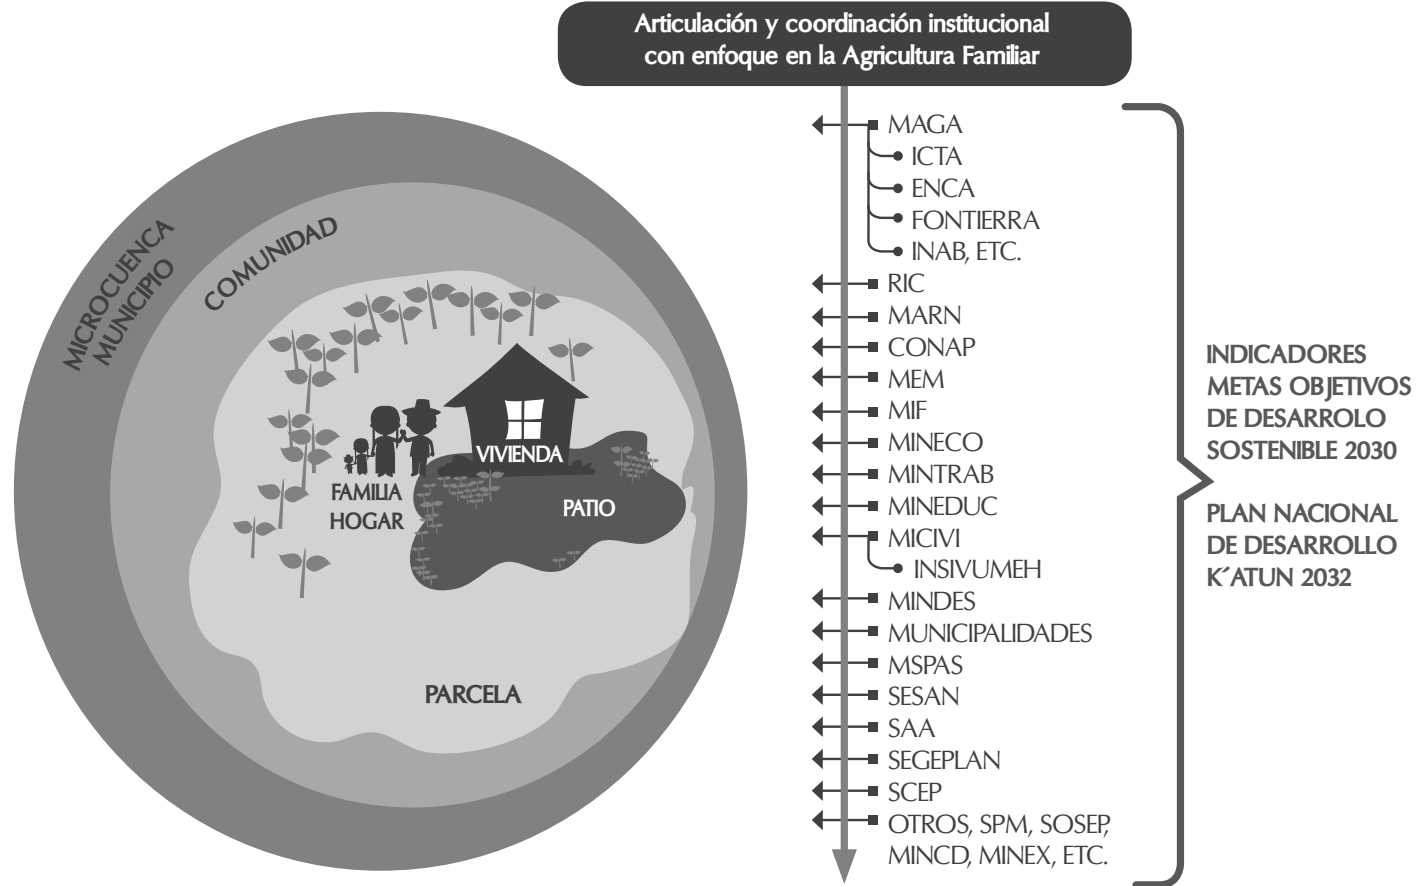 Articulación y coordinación institucional
con enfoque en la Agricultura Familiar
MICROCUENCA
MUNICIPIO
COMUNIDAD
VIVIENDA
FAMILIA
HOGAR
PATIO
PARCELA
MAGA
ICTA
ENCA
FONTIERRA
INAB, ETC.
RIC
MARN
CONAP
MEM
MIF
MINECO
MINTRAB
MINEDUC
MICIVI
INSIVUMEH
MINDES
MUNICIPALIDADES
MSPAS
SESAN
SAA
SEGEPLAN
SCEP
OTROS, SPM, SOSEP,
MINCD, MINEX, ETC.
INDICADORES
METAS OBJETIVOS
DE DESARROLO
SOSTENIBLE 2030
PLAN NACIONAL
DE DESARROLLO
K´ATUN 2032